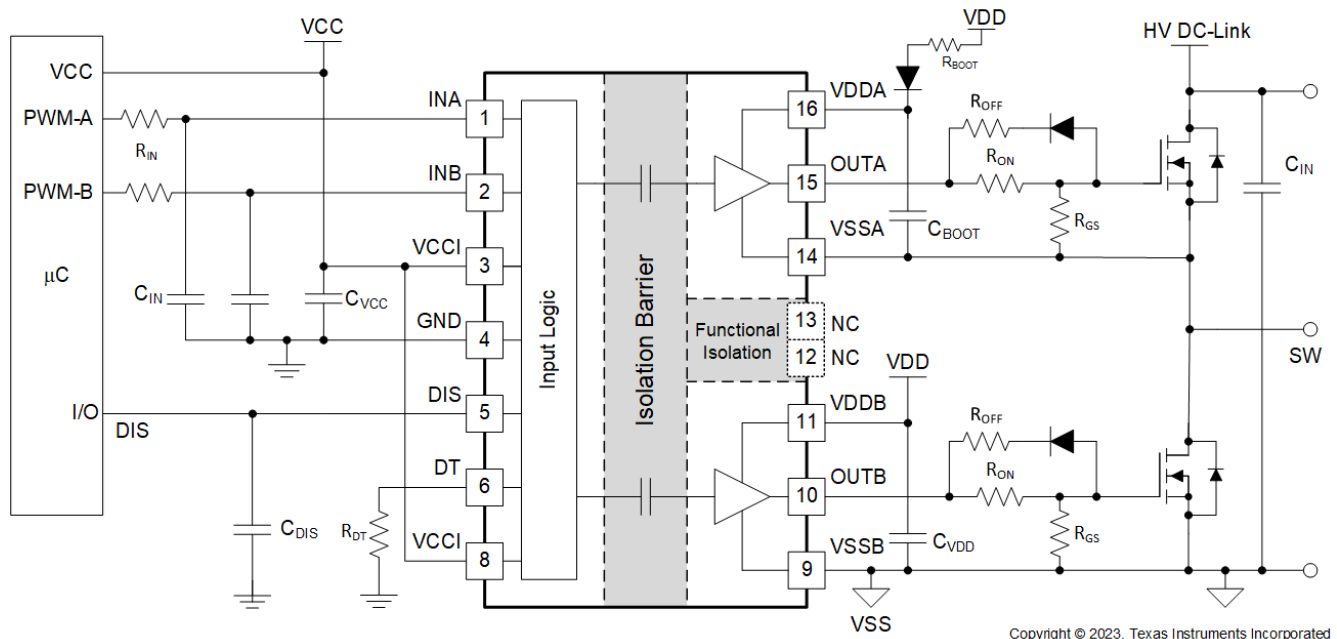 VCC
VDD
HV DC-Link
R_BOOT
VCC
PWM-A
R_IN
PWM-B
µC
C_IN
C_VCC
I/O
DIS
C_DIS
R_DT
INA
1
INB
2
VCCI
3
GND
4
DIS
5
DT
6
VCCI
8
Input Logic
Isolation Barrier
Functional
Isolation
VDDA
16
OUTA
15
VSSA
14
13
NC
12
NC
VDDB
11
OUTB
10
VSSB
9
R_OFF
R_ON
R_GS
C_BOOT
C_IN
SW
VDD
R_OFF
R_ON
R_GS
C_VDD
VSS
Copyright © 2023, Texas Instruments Incorporated